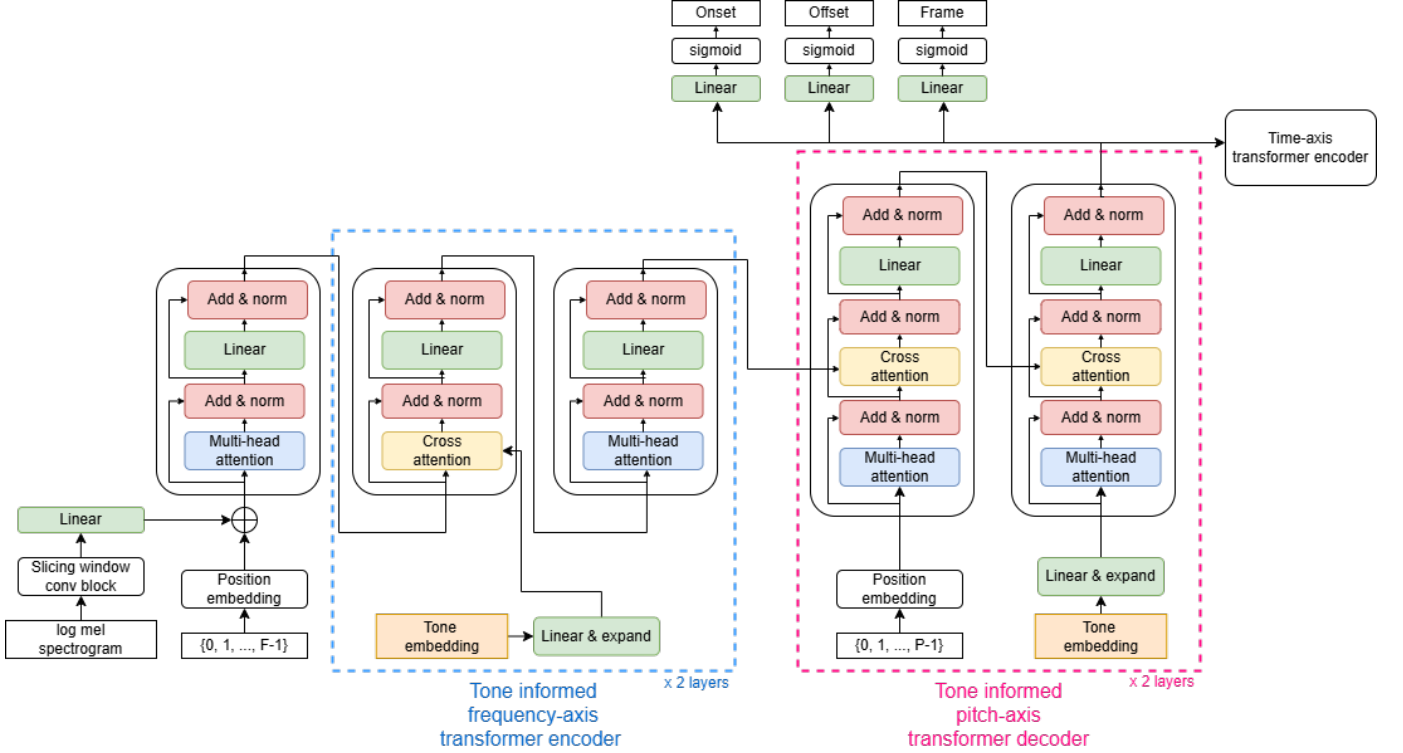 Onset
Offset
Frame
sigmoid
sigmoid
sigmoid
Linear
Linear
Linear
Time-axis
transformer encoder
Add & norm
Linear
Add & norm
Multi-head
attention
Linear
Slicing window
conv block
log mel
spectrogram
Position
embedding
{0, 1, ..., F-1}
Add & norm
Linear
Add & norm
Cross
attention
Add & norm
Linear
Add & norm
Multi-head
attention
Tone
embedding
Linear & expand
x 2 layers
Tone informed
frequency-axis
transformer encoder
Add & norm
Linear
Add & norm
Cross
attention
Add & norm
Multi-head
attention
Position
embedding
{0, 1, ..., P-1}
Add & norm
Linear
Add & norm
Cross
attention
Add & norm
Multi-head
attention
Linear & expand
Tone
embedding
x 2 layers
Tone informed
pitch-axis
transformer decoder